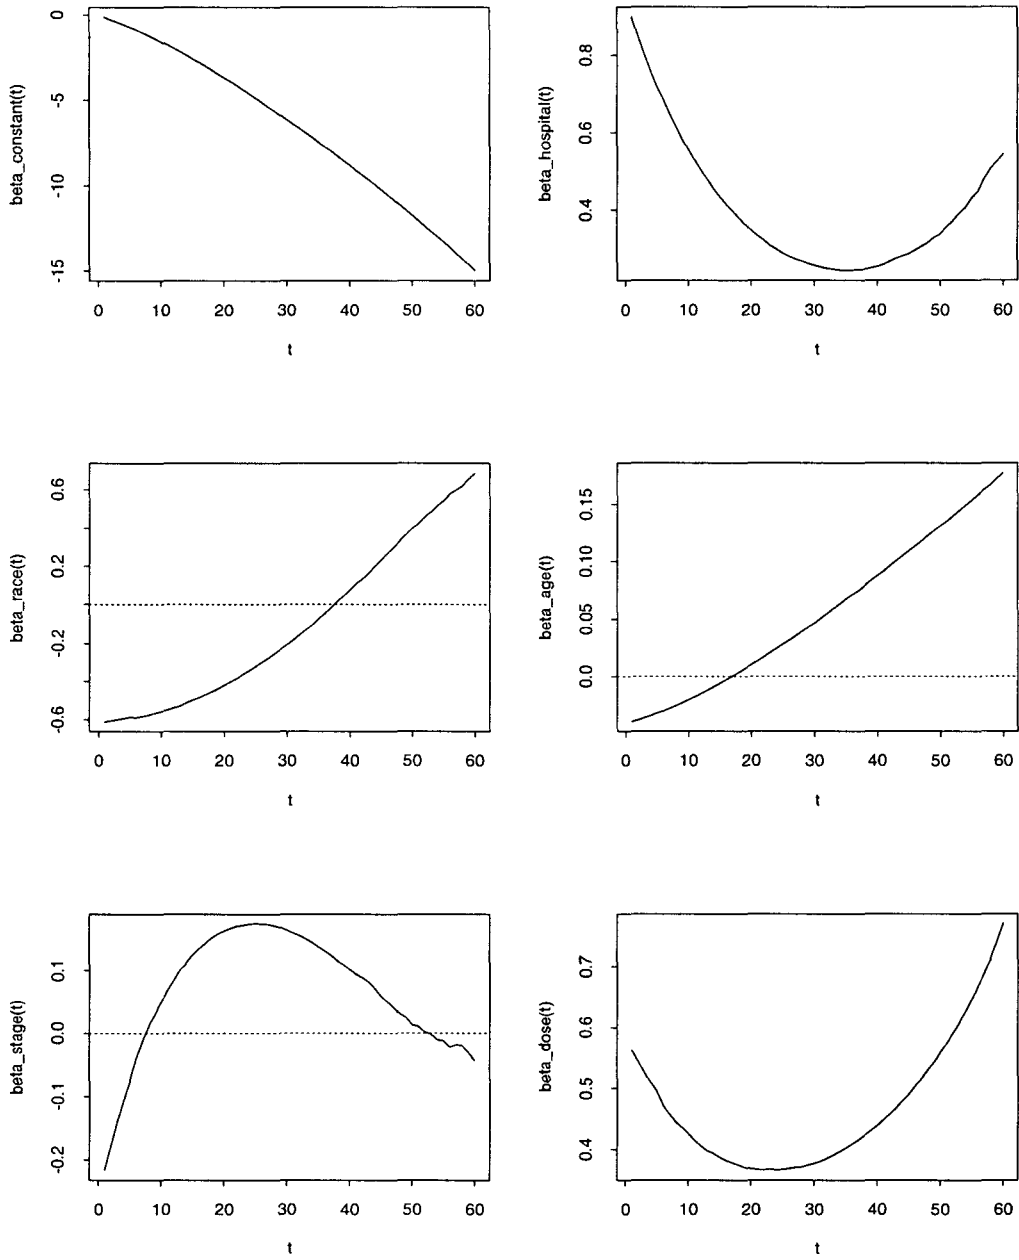 beta_constant(t)
0
-5
-10
-15
0 10 20 30 40 50 60
t
beta_hospital(t)
0.8
0.6
0.4
0 10 20 30 40 50 60
t
beta_race(t)
0.6
0.2
-0.2
-0.6
0 10 20 30 40 50 60
t
beta_age(t)
0.15
0.10
0.05
0.0
0 10 20 30 40 50 60
t
beta_stage(t)
0.1
0.0
-0.1
-0.2
0 10 20 30 40 50 60
t
beta_dose(t)
0.7
0.6
0.5
0.4
0 10 20 30 40 50 60
t